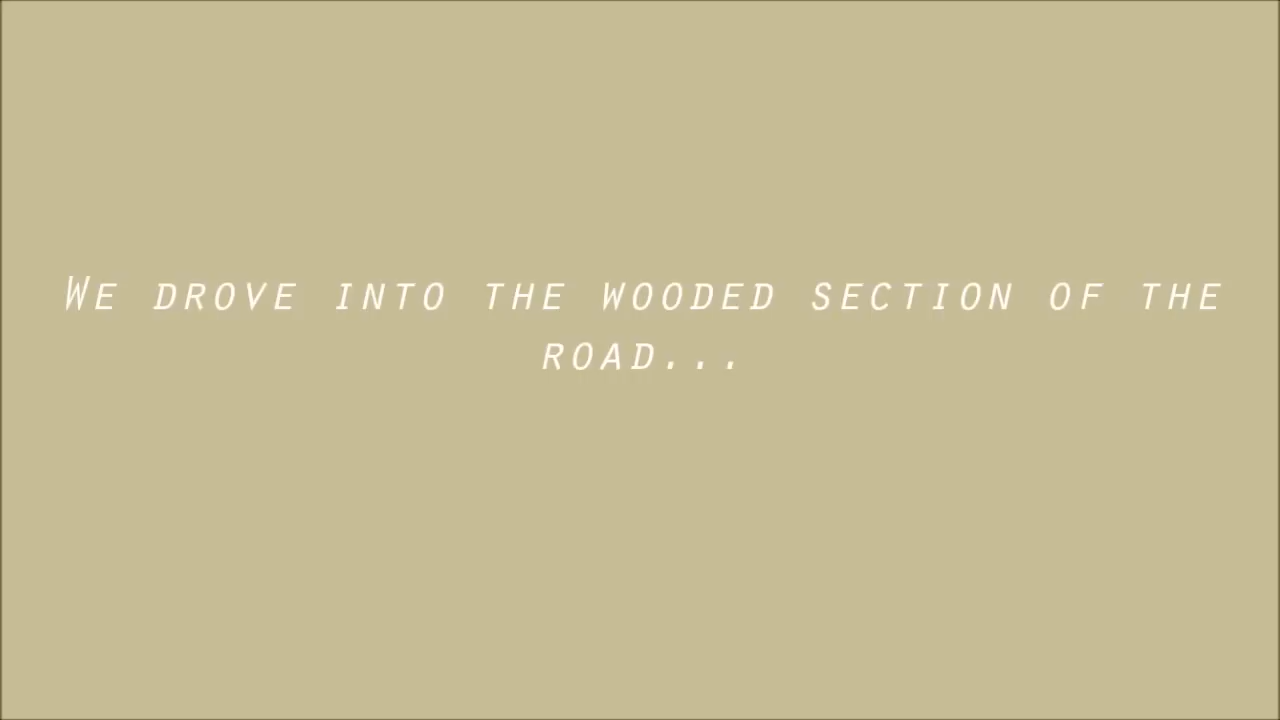 We drove into the wooded section of the
road...